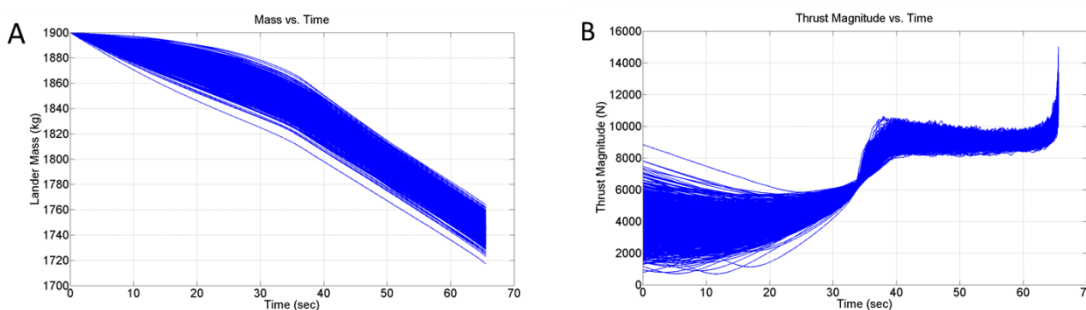 A
Mass vs. Time
Lander Mass (kg)
1900
1880
1860
1840
1820
1800
1780
1760
1740
1720
1700
0 10 20 30 40 50 60 70
Time (sec)
B
Thrust Magnitude vs. Time
Thrust Magnitude (N)
16000
14000
12000
10000
8000
6000
4000
2000
0
0 10 20 30 40 50 60 7
Time (sec)